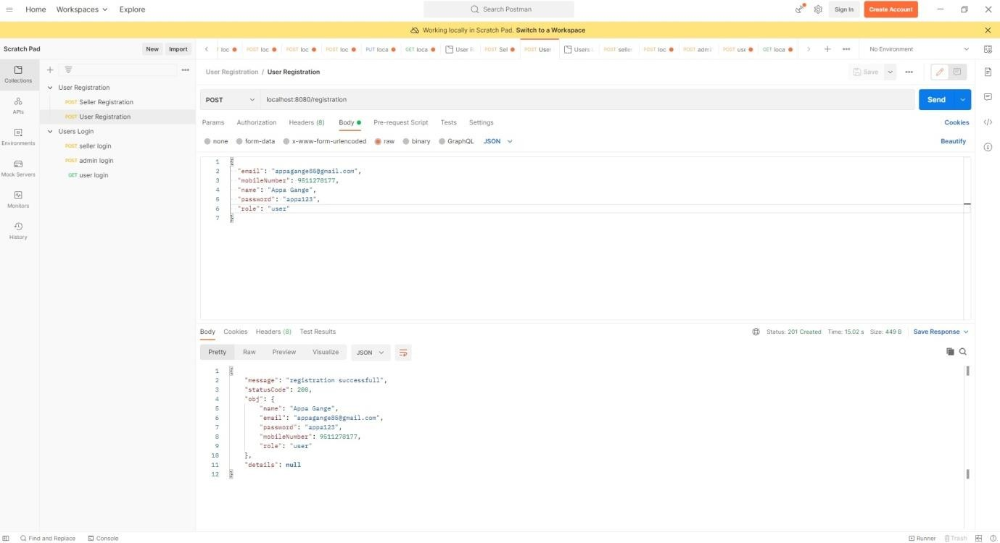 Home Workspaces Explore Search Postman Sign In Create Account
Working locally in Scratch Pad. Switch to a Workspace
Scratch Pad New Import loc POST loc POST loc POST loc PUT loca GET loca User R POST Sel POST User Users L POST seller POST loc POST admi POST use GET loca No Environment
Collections
APIs
Environments
Mock Servers
Monitors
History
User Registration
POST Seller Registration
POST User Registration
Users Login
POST seller login
POST admin login
GET user login
User Registration / User Registration Save
POST localhost:8080/registration Send
Params Authorization Headers (8) Body Pre-request Script Tests Settings Cookies
none form-data x-www-form-urlencoded raw binary GraphQL JSON Beautify
1 {
2 "email": "appagange85@gmail.com",
3 "mobileNumber": 9511278177,
4 "name": "Appa Gange",
5 "password": "appa123",
6 "role": "user"
7 }
Body Cookies Headers (8) Test Results Status: 201 Created Time: 15.02 s Size: 449 B Save Response
Pretty Raw Preview Visualize JSON
1 {
2 "message": "registration successfull",
3 "statusCode": 200,
4 "obj": {
5 "name": "Appa Gange",
6 "email": "appagange85@gmail.com",
7 "password": "appa123",
8 "mobileNumber": 9511278177,
9 "role": "user"
10 },
11 "details": null
12 }
Find and Replace Console Runner Trash